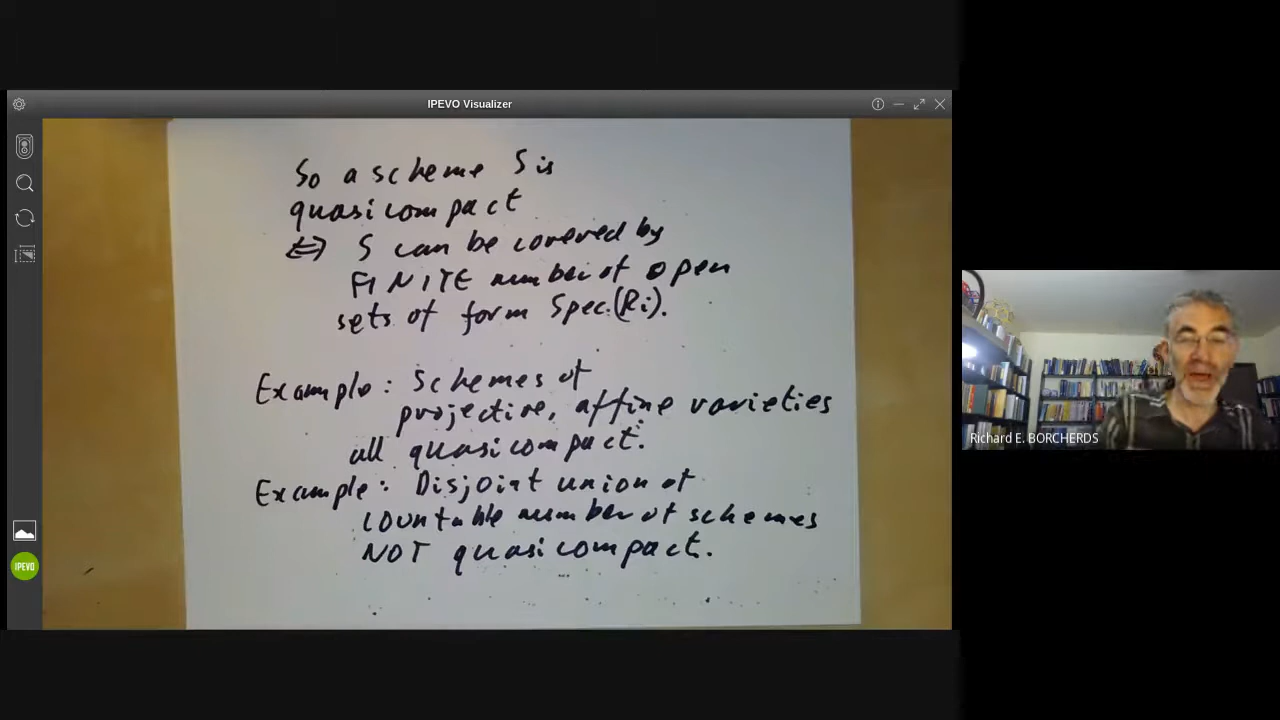 IPEVO Visualizer
So a scheme S is
quasicompact
⇔ S can be covered by
FINITE number of open
sets of form Spec(Ri).
Example: Schemes of
projective, affine varieties
all quasicompact.
Example: Disjoint union of
countable number of schemes
NOT quasicompact.
IPEVO
Richard E. BORCHERDS